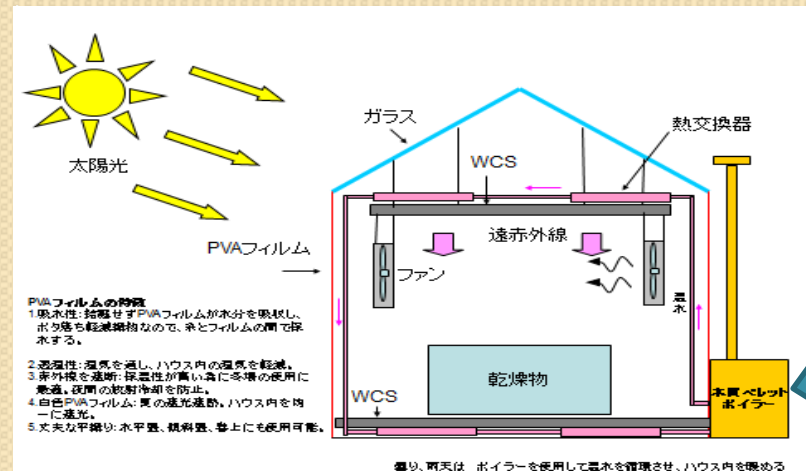 太陽光
ガラス
熱交換器
WCS
遠赤外線
PVAフィルム
ファン
温水
PVAフィルムの特徴
1.吸水性:結露せずPVAフィルムが水分を吸収し、
ボタ落ち軽減織物なので、糸とフィルムの間で保
水する。
2.透湿性:湿気を通し、ハウス内の湿気を軽減。
3.赤外線を遮断:保温性が高い為に冬場の使用に
最適。夜間の放射冷却を防止。
4.白色PVAフィルム:夏の遮光遮熱。ハウス内を均
一に遮光。
5.丈夫な平織り:水平置、傾斜置、巻上にも使用可能。
乾燥物
WCS
木質ペレット
ボイラー
曇り、雨天は ボイラーを使用して温水を循環させ、ハウス内を暖める